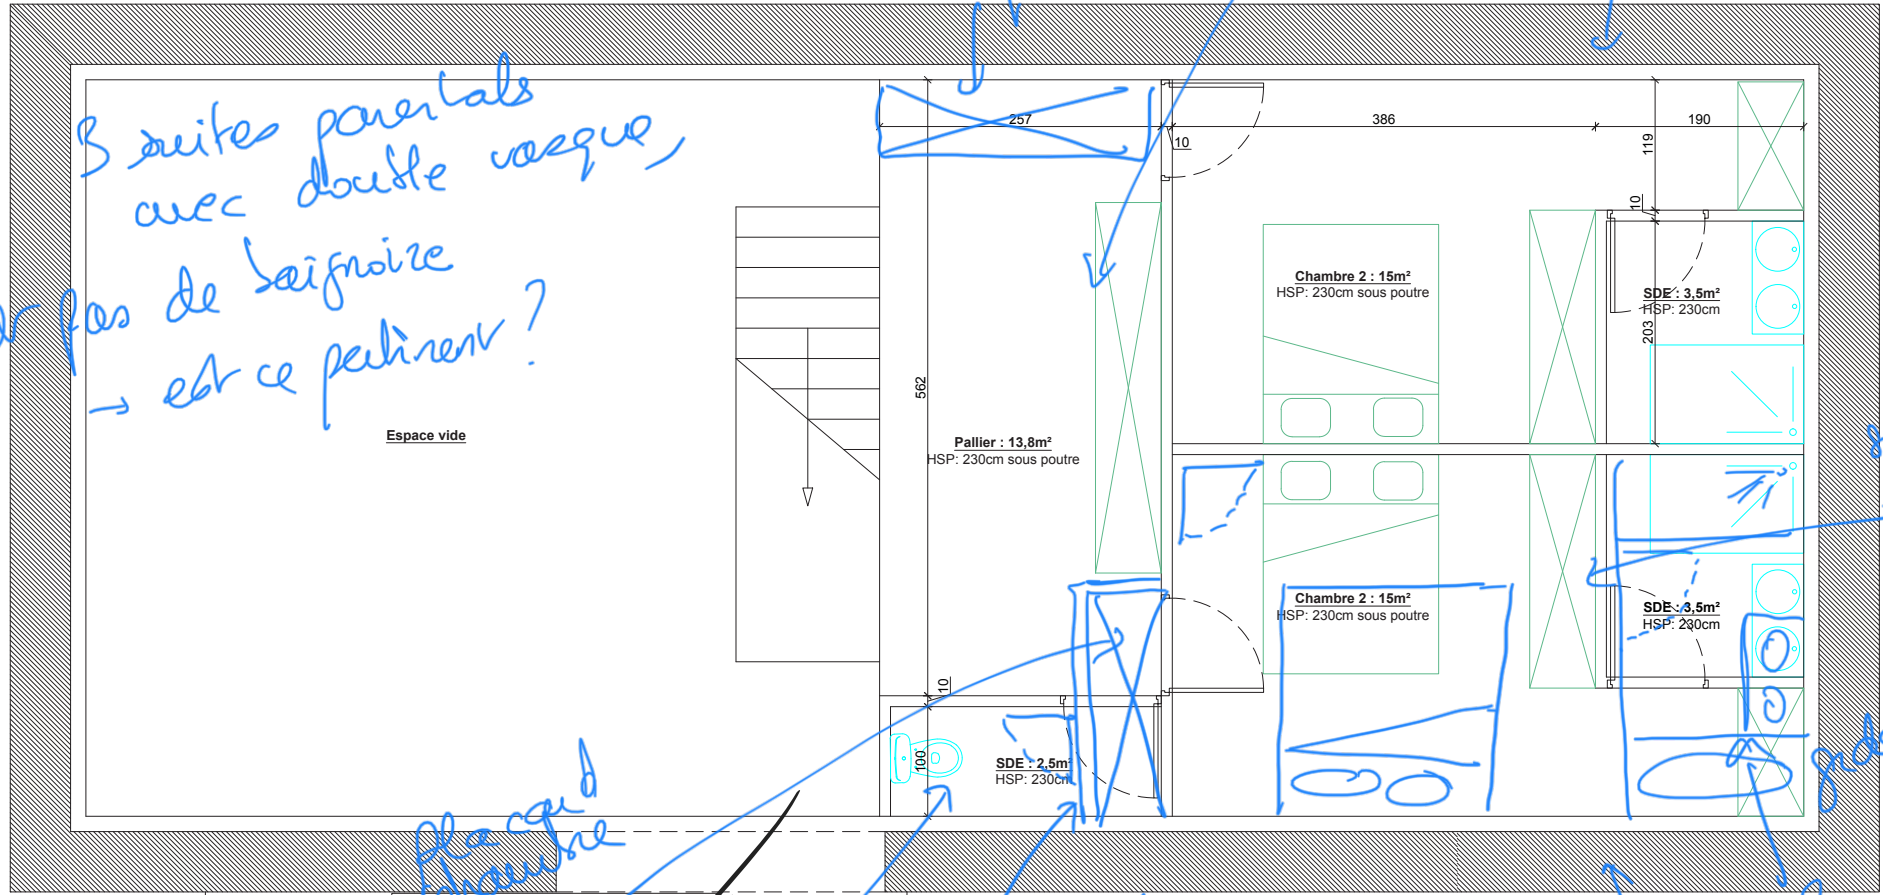 3 suites parentals
avec double vasque,
pas de baignoire
→ est ce pertinent ?
257
10
386
190
119
10
203
562
Chambre 2 : 15m²
HSP: 230cm sous poutre
SDE : 3,5m²
HSP: 230cm
Espace vide
Pallier : 13,8m²
HSP: 230cm sous poutre
Chambre 2 : 15m²
HSP: 230cm sous poutre
SDE : 3,5m²
HSP: 230cm
10
100
SDE : 2,5m²
HSP: 230cm
placard
chambre